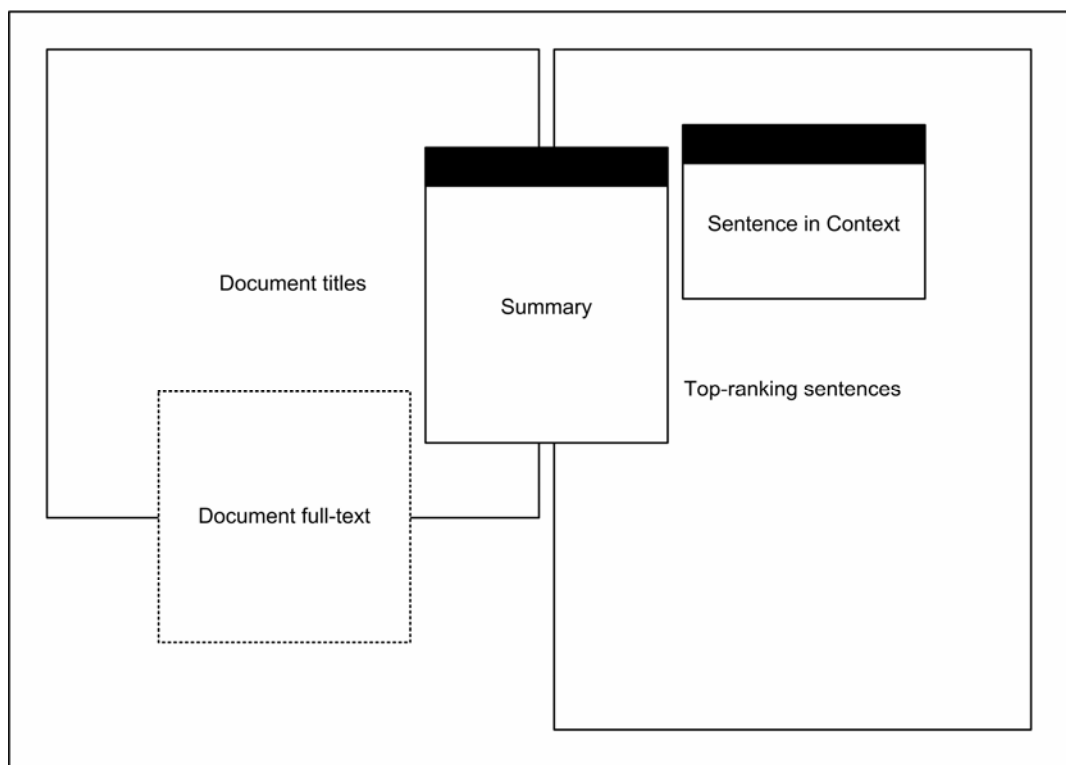 Sentence in Context
Document titles
Summary
Top-ranking sentences
Document full-text